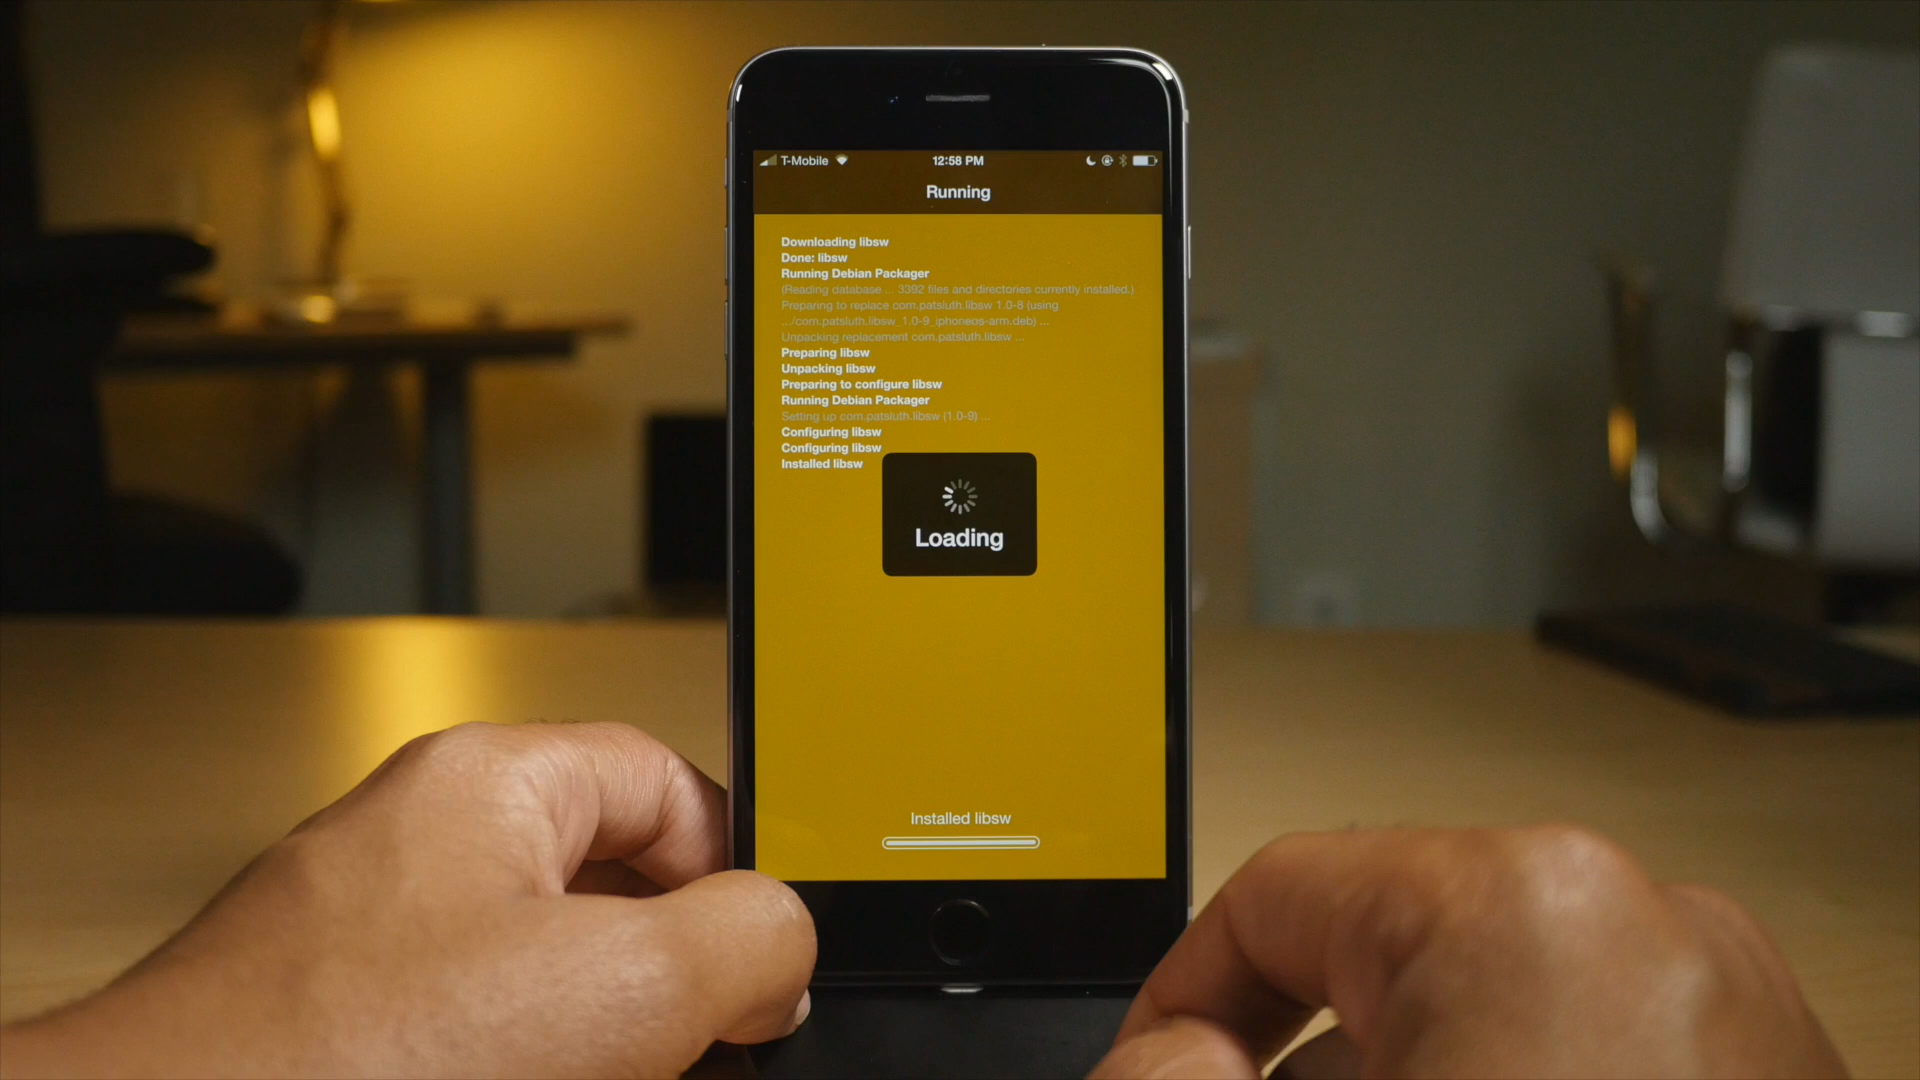 T-Mobile 12:58 PM
Running
Downloading libsw
Done: libsw
Running Debian Packager
(Reading database ... 3392 files and directories currently installed.)
Preparing to replace com.patsluth.libsw 1.0-8 (using
.../com.patsluth.libsw_1.0-9_iphoneos-arm.deb) ...
Unpacking replacement com.patsluth.libsw ...
Preparing libsw
Unpacking libsw
Preparing to configure libsw
Running Debian Packager
Setting up com.patsluth.libsw (1.0-9) ...
Configuring libsw
Configuring libsw
Installed libsw
Loading
Installed libsw